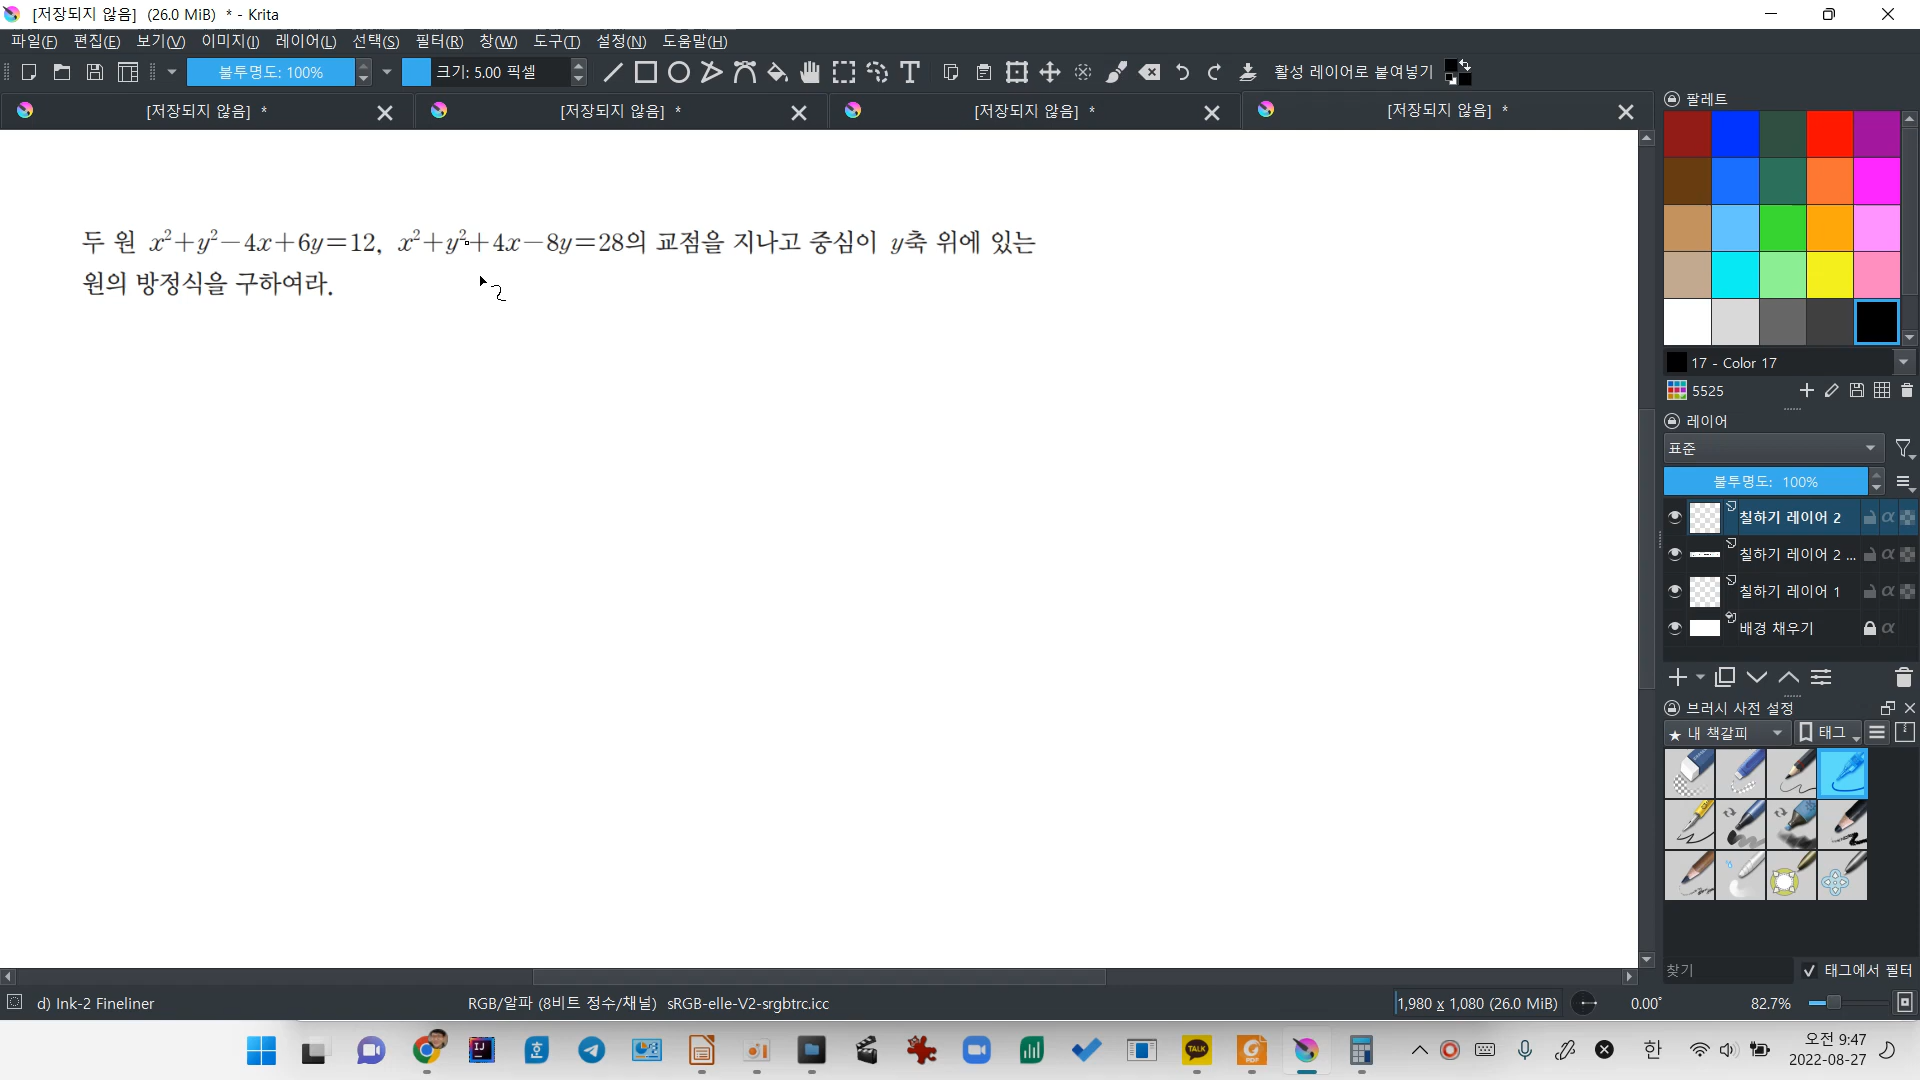 [저장되지 않음] (26.0 MiB) * - Krita
파일(F) 편집(E) 보기(V) 이미지(I) 레이어(L) 선택(S) 필터(R) 창(W) 도구(T) 설정(N) 도움말(H)
불투명도: 100% 크기: 5.00 픽셀 T 활성 레이어로 붙여넣기
[저장되지 않음] * [저장되지 않음] * [저장되지 않음] * [저장되지 않음] *
두 원 x²+y²−4x+6y=12, x²+y²+4x−8y=28의 교점을 지나고 중심이 y축 위에 있는
원의 방정식을 구하여라.
팔레트
17 - Color 17
5525
레이어
표준
불투명도: 100%
칠하기 레이어 2
칠하기 레이어 2 ...
칠하기 레이어 1
배경 채우기
브러시 사전 설정
★ 내 책갈피 태그
찾기 태그에서 필터
d) Ink-2 Fineliner RGB/알파 (8비트 정수/채널) sRGB-elle-V2-srgbtrc.icc 1,980 x 1,080 (26.0 MiB) 0.00° 82.7%
IJ 호 TALK PDF 한 오전 9:47
2022-08-27